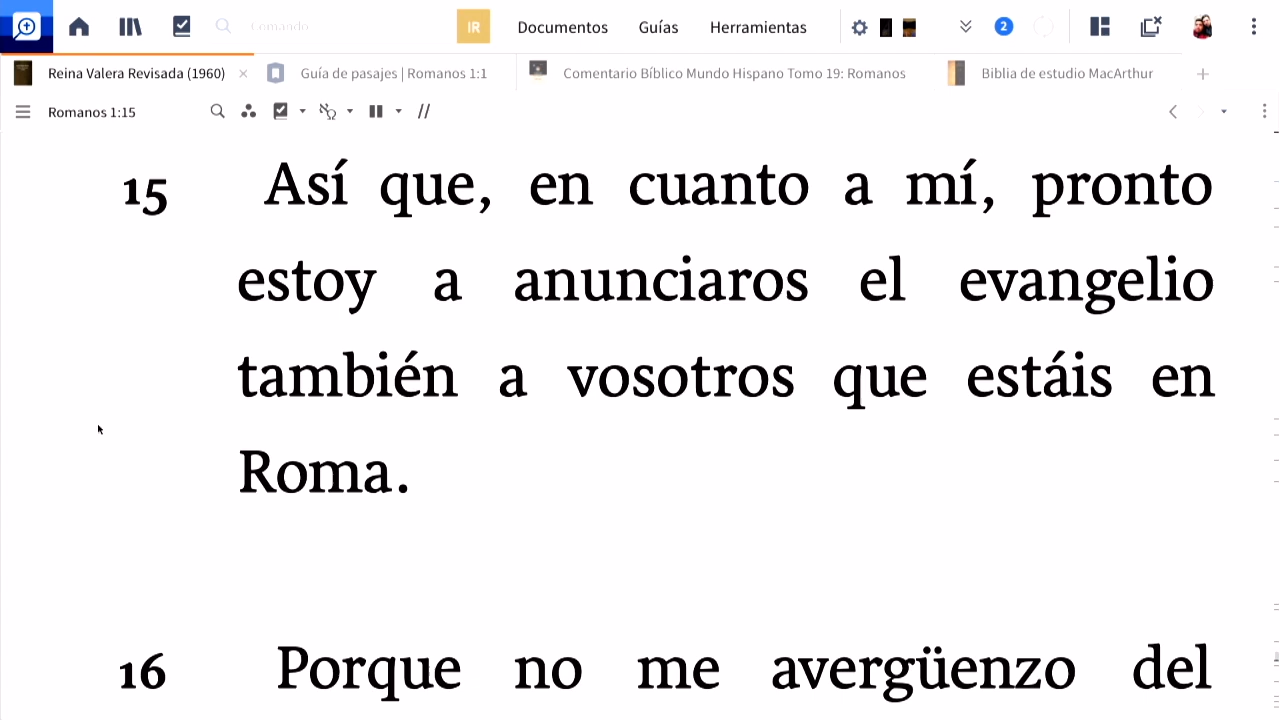 Comando
IR
Documentos
Guías
Herramientas
2
Reina Valera Revisada (1960)
Guía de pasajes | Romanos 1:1
Comentario Bíblico Mundo Hispano Tomo 19: Romanos
Biblia de estudio MacArthur
Romanos 1:15
15 Así que, en cuanto a mí, pronto
estoy a anunciaros el evangelio
también a vosotros que estáis en
Roma.
16 Porque no me avergüenzo del